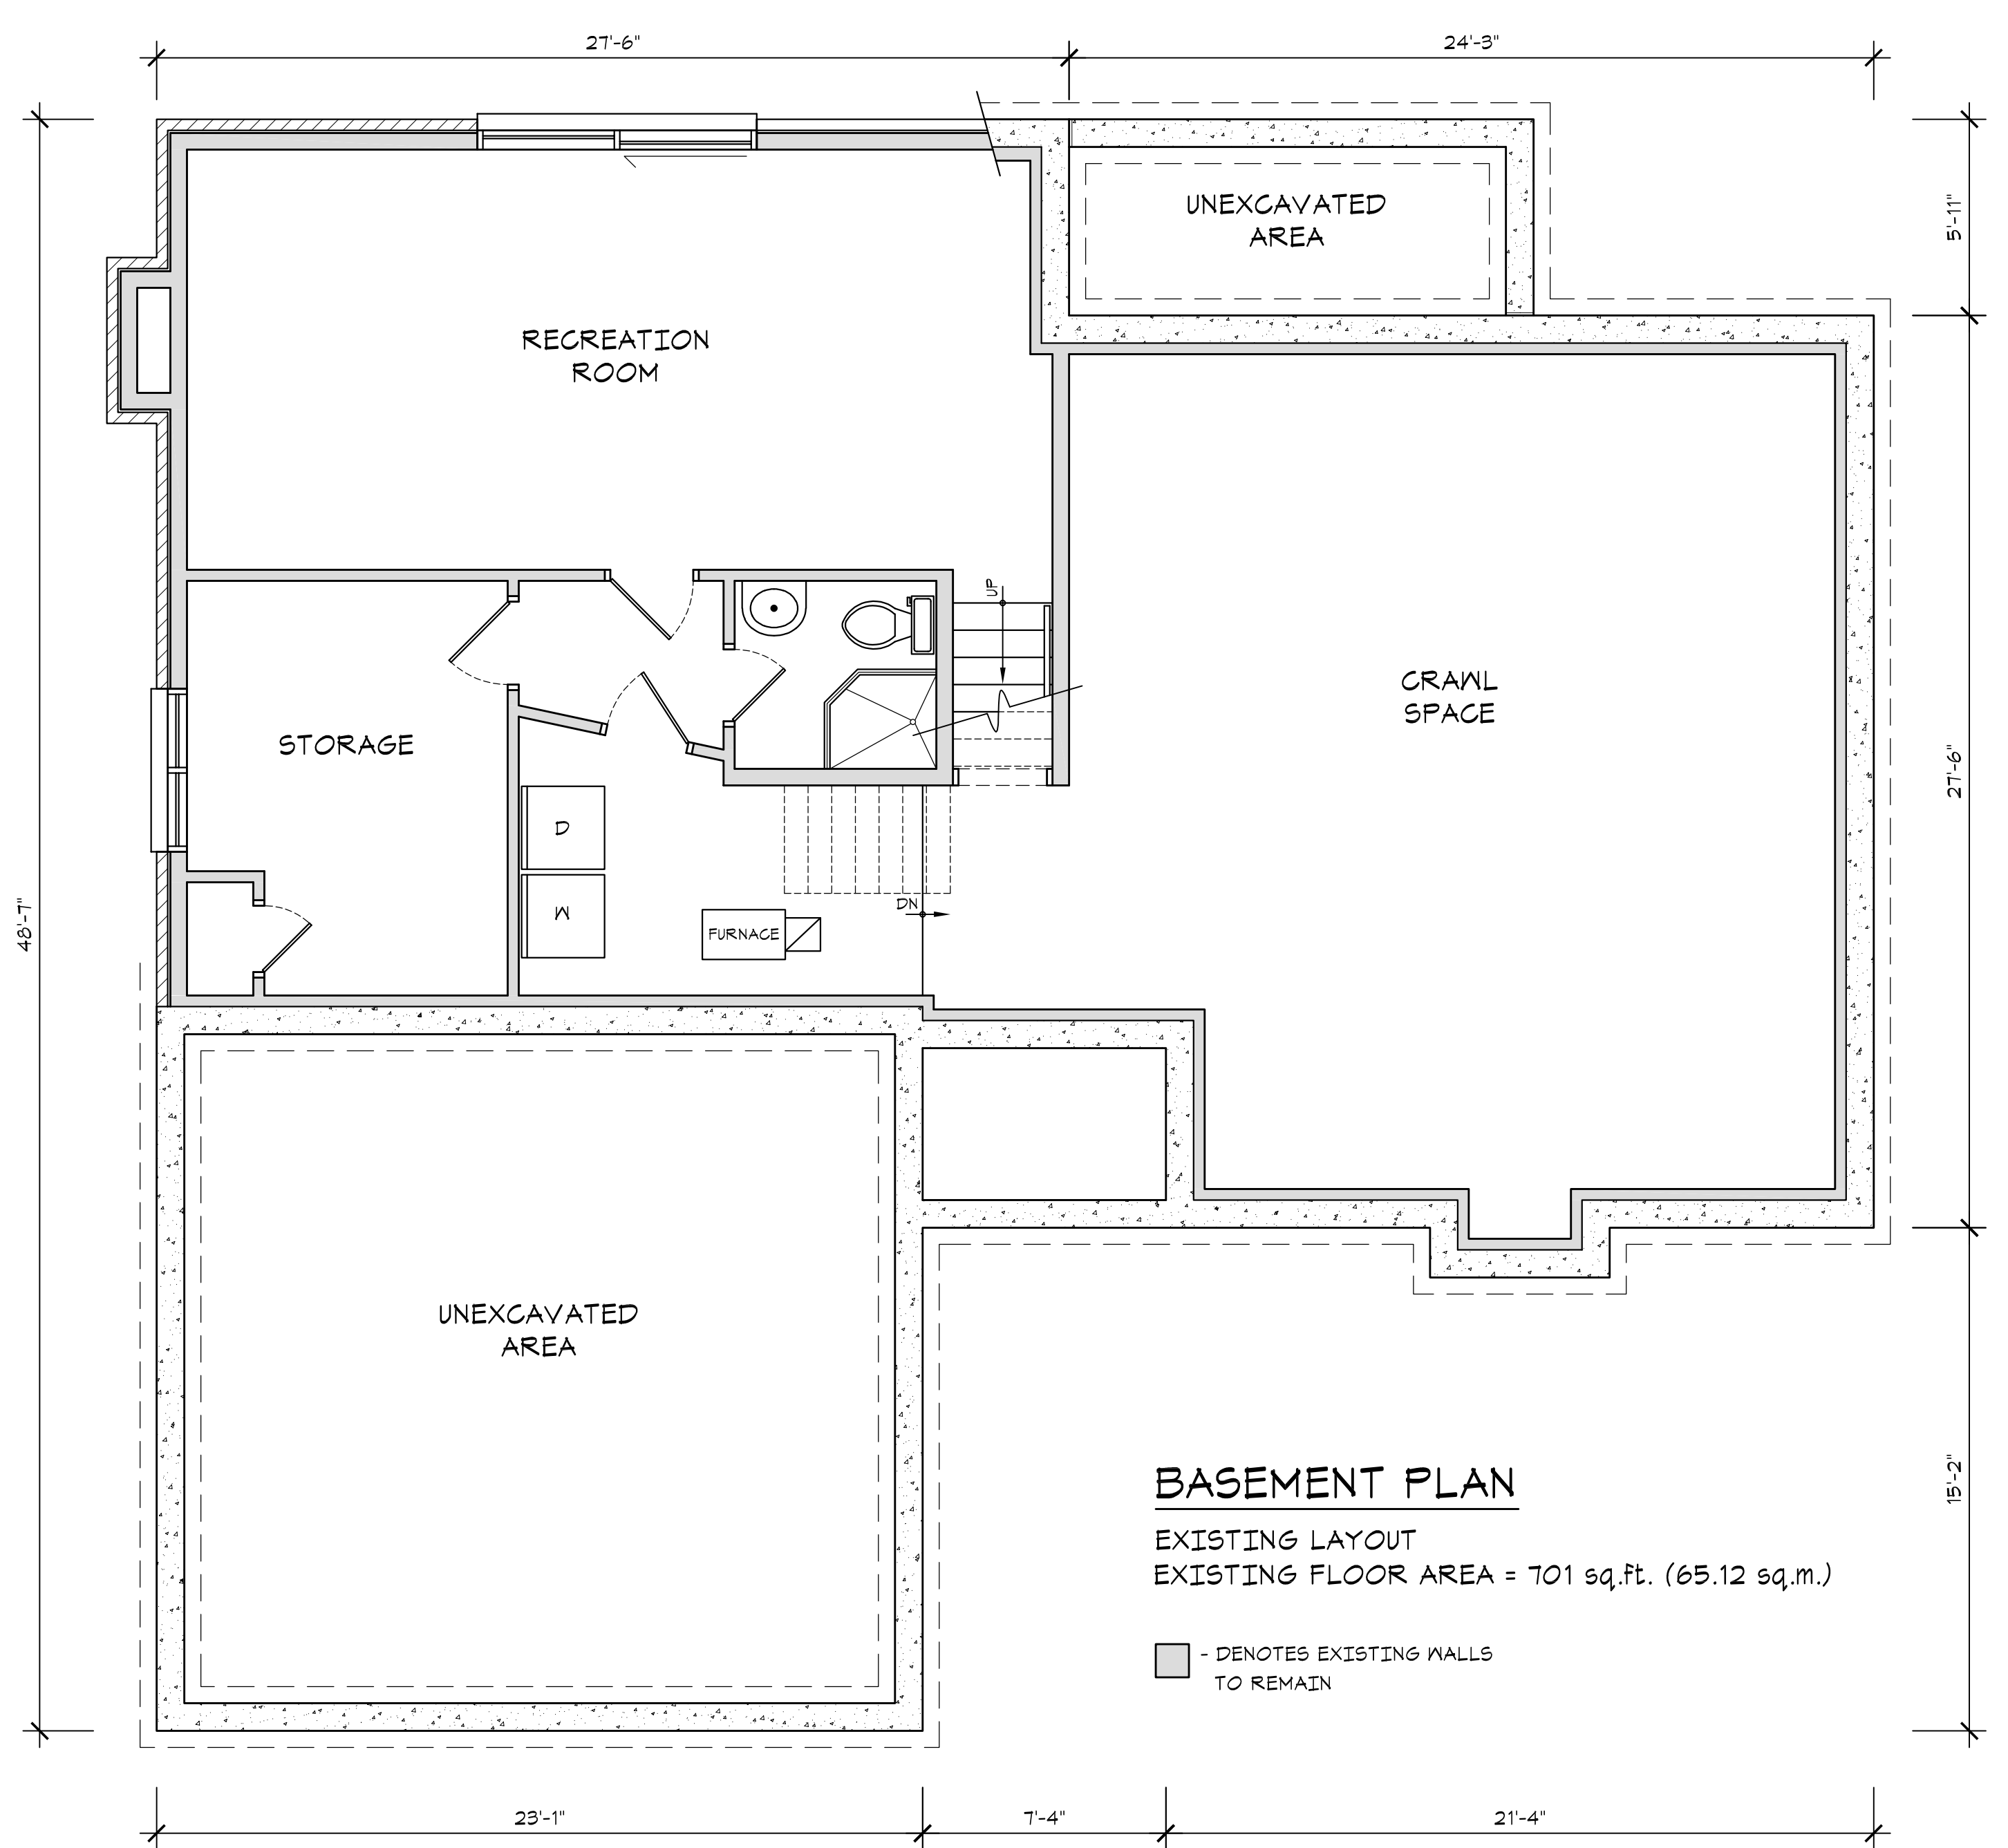 27'-6"
24'-3"
UNEXCAVATED
AREA
5'-11"
RECREATION
ROOM
UP
CRAWL
SPACE
STORAGE
27'-6"
D
W
DN
FURNACE
48'-7"
UNEXCAVATED
AREA
BASEMENT PLAN
EXISTING LAYOUT
EXISTING FLOOR AREA = 701 sq.ft. (65.12 sq.m.)
15'-2"
- DENOTES EXISTING WALLS
TO REMAIN
23'-1"
7'-4"
21'-4"